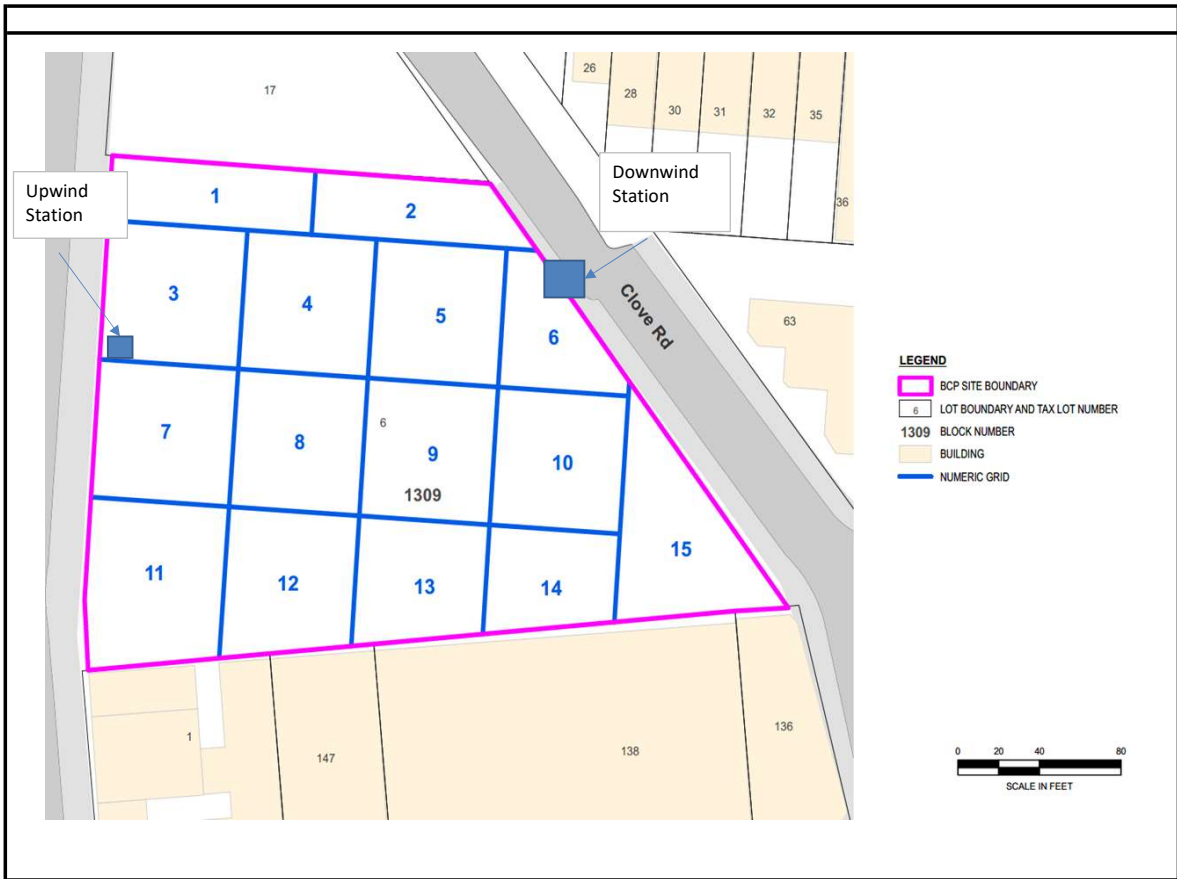 17
26
28
30
31
32
35
36
Upwind
Station
Downwind
Station
1
2
3
4
5
6
Clove Rd
63
7
8
6
9
1309
10
11
12
13
14
15
1
147
138
136
LEGEND
BCP SITE BOUNDARY
6 LOT BOUNDARY AND TAX LOT NUMBER
1309 BLOCK NUMBER
BUILDING
NUMERIC GRID
0 20 40 80
SCALE IN FEET